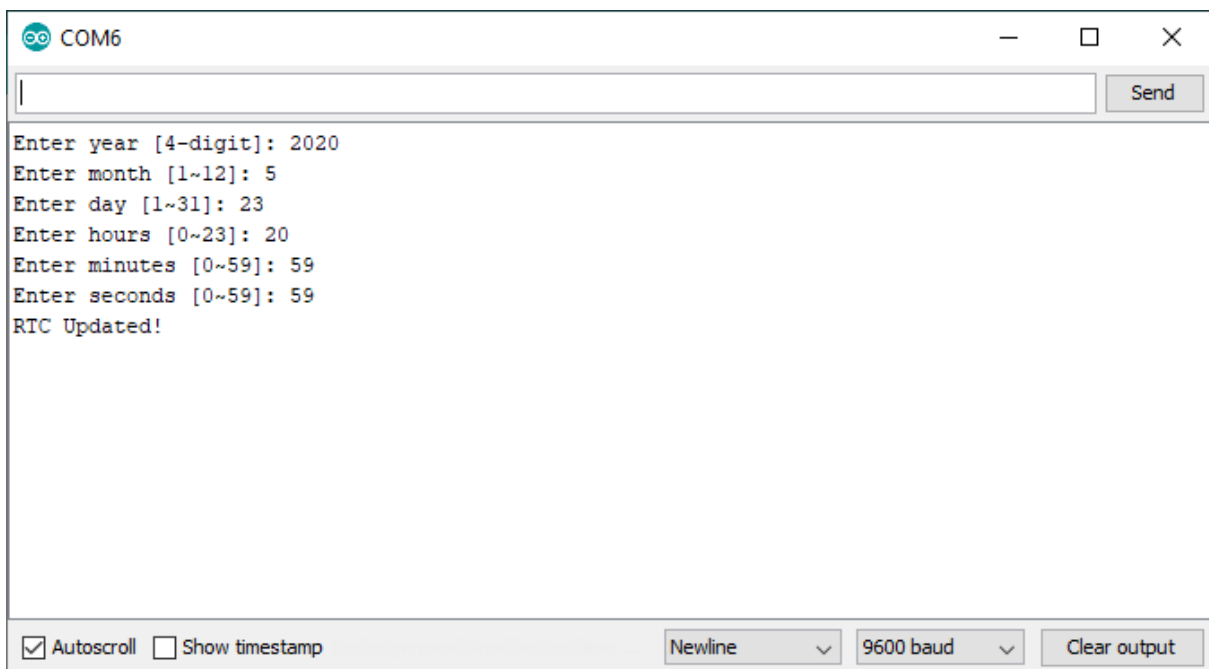 COM6
Send
Enter year [4-digit]: 2020
Enter month [1~12]: 5
Enter day [1~31]: 23
Enter hours [0~23]: 20
Enter minutes [0~59]: 59
Enter seconds [0~59]: 59
RTC Updated!
Autoscroll Show timestamp Newline 9600 baud Clear output